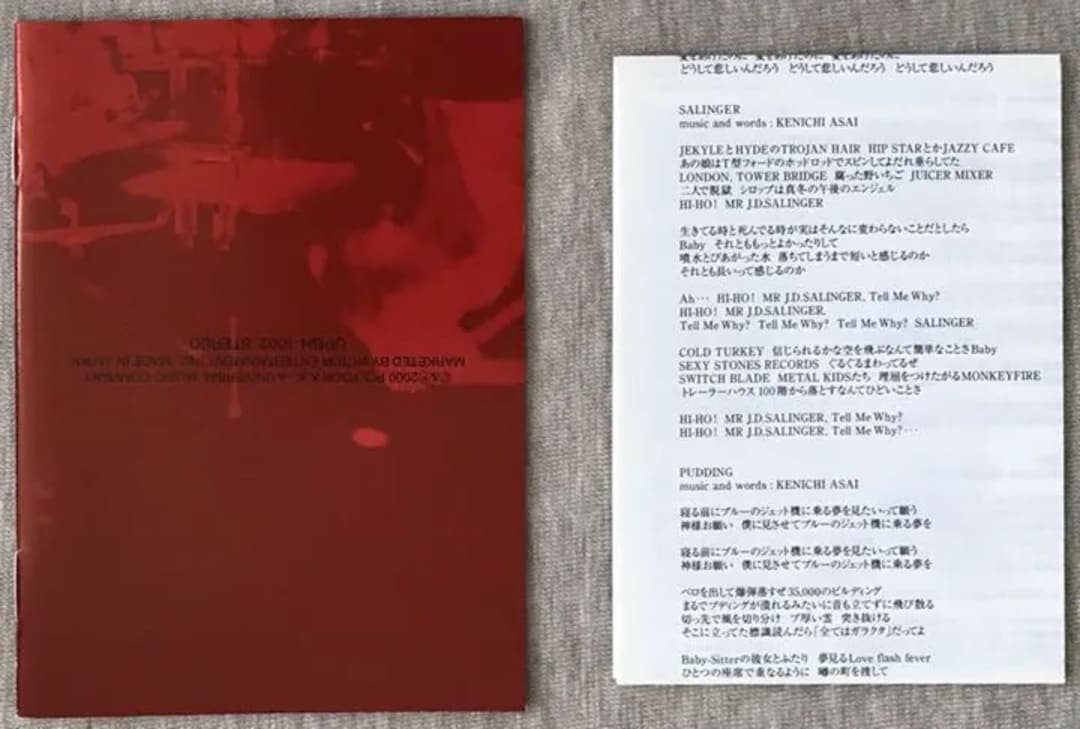 UPBH-1002 STEREO
MARKETED BY VICTOR ENTERTAINMENT, INC. MADE IN JAPAN
℗&©2000 POLYDOR K.K. A UNIVERSAL MUSIC COMPANY
どうして悲しいんだろう どうして悲しいんだろう どうして悲しいんだろう
SALINGER
music and words : KENICHI ASAI
JEKYLEとHYDEのTROJAN HAIR HIP STARとかJAZZY CAFE
あの娘はT型フォードのホッドロッドでスピンしてよだれ垂らしてた
LONDON, TOWER BRIDGE 腐った野いちご JUICER MIXER
二人で脱獄 シロップは真冬の午後のエンジェル
HI-HO! MR J.D.SALINGER
生きてる時と死んでる時が実はそんなに変わらないことだとしたら
Baby それとももっとよかったりして
噴水とびあがった水 落ちてしまうまで短いと感じるのか
それとも長いって感じるのか
Ah… HI-HO! MR J.D.SALINGER, Tell Me Why?
HI-HO! MR J.D.SALINGER.
Tell Me Why? Tell Me Why? Tell Me Why? SALINGER
COLD TURKEY 信じられるかな空を飛ぶなんて簡単なことさBaby
SEXY STONES RECORDS ぐるぐるまわってるぜ
SWITCH BLADE METAL KIDSたち 理屈をつけたがるMONKEYFIRE
トレーラーハウス100階から落とすなんてひどいことさ
HI-HO! MR J.D.SALINGER, Tell Me Why?
HI-HO! MR J.D.SALINGER, Tell Me Why?…
PUDDING
music and words : KENICHI ASAI
寝る前にブルーのジェット機に乗る夢を見たいって願う
神様お願い 僕に見させてブルーのジェット機に乗る夢を
寝る前にブルーのジェット機に乗る夢を見たいって願う
神様お願い 僕に見させてブルーのジェット機に乗る夢を
ベロを出して爆弾落すぜ35,000のビルディング
まるでプディングが潰れるみたいに音も立てずに飛び散る
切っ先で風を切り分け ブ厚い雲 突き抜ける
そこに立ってた標識読んだら「全てはガラクタ」だってよ
Baby-Sitterの彼女とふたり 夢見るLove flash fever
ひとつの座席で重なるように 噂の町を捜して